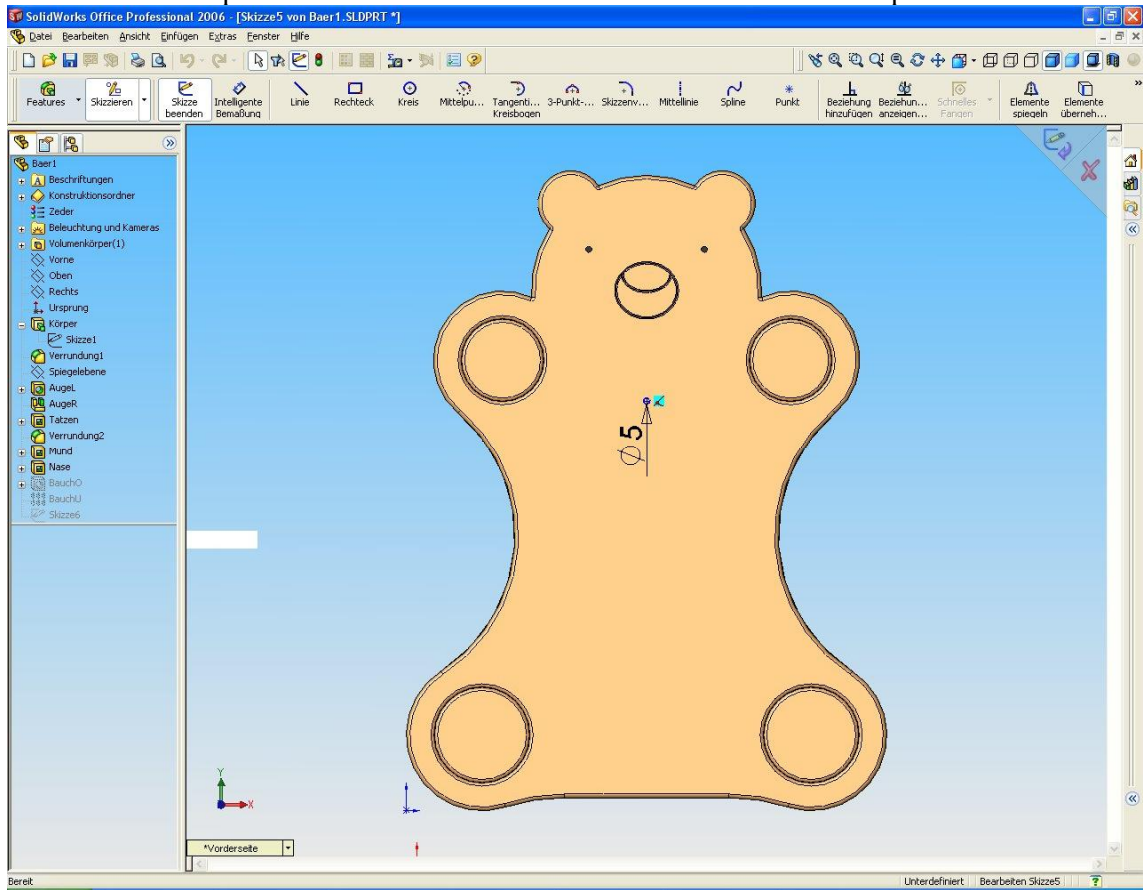 SolidWorks Office Professional 2006 - [Skizze5 von Baer1.SLDPRT *]
Datei Bearbeiten Ansicht Einfügen Extras Fenster Hilfe
Features Skizzieren Skizze beenden Intelligente Bemaßung Linie Rechteck Kreis Mittelpu... Tangenti... Kreisbogen 3-Punkt-... Skizzenv... Mittellinie Spline Punkt Beziehung hinzufügen Beziehun... anzeigen... Schnelles Fangen Elemente spiegeln Elemente überneh...
Baer1
Beschriftungen
Konstruktionsordner
Zeder
Beleuchtung und Kameras
Volumenkörper(1)
Vorne
Oben
Rechts
Ursprung
Körper
Skizze1
Verrundung1
Spiegelebene
AugeL
AugeR
Tatzen
Verrundung2
Mund
Nase
BauchO
BauchU
Skizze6
Ø5
Y
X
*Vorderseite
Bereit
Unterdefiniert Bearbeiten Skizze5